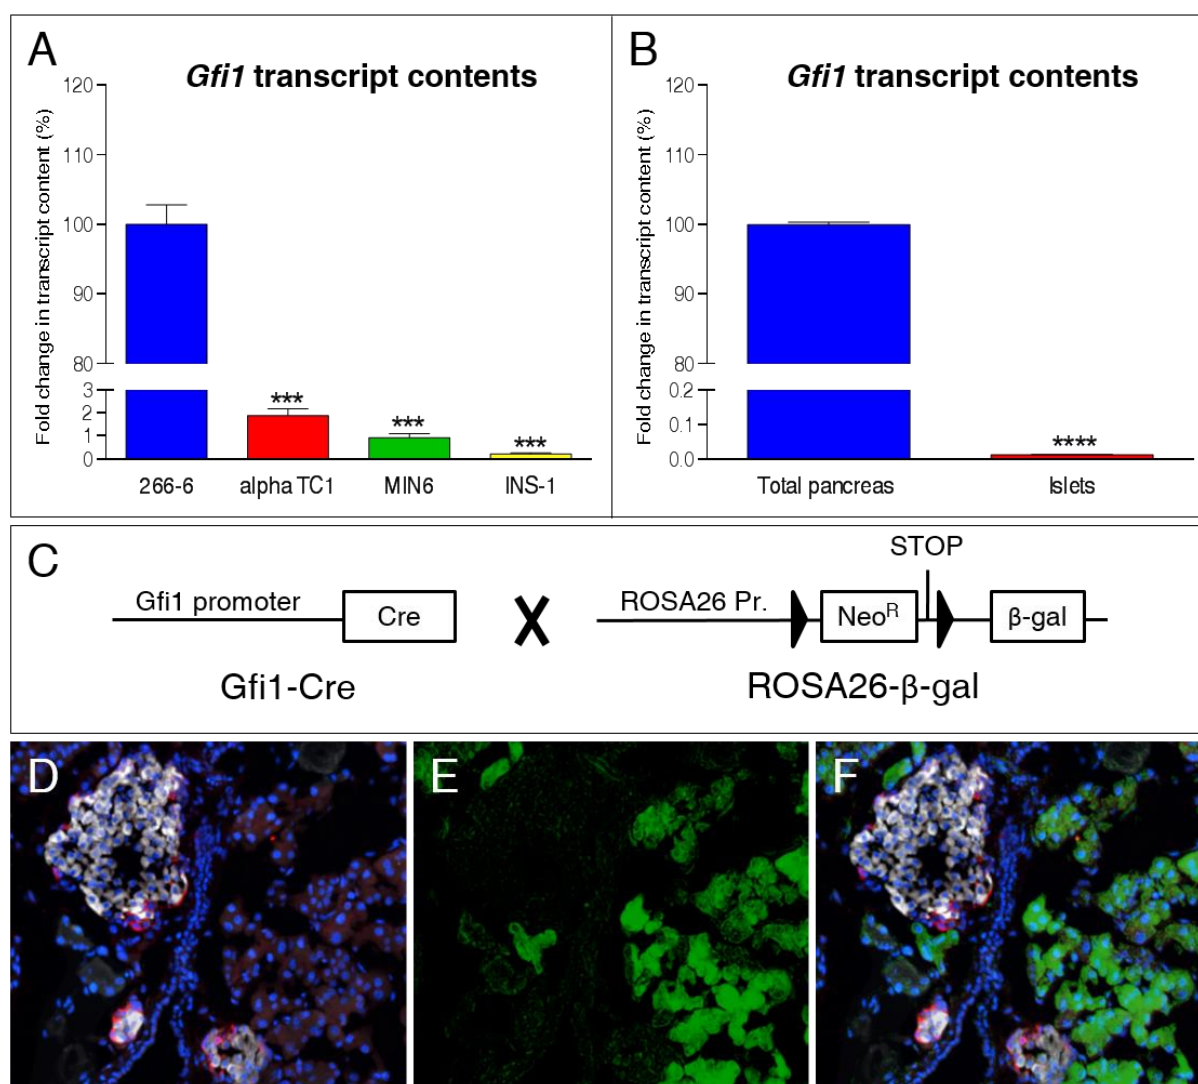 A
Gfi1 transcript contents
Fold change in transcript content (%)
120
110
100
90
80
3
2
1
0
***
***
***
266-6
alpha TC1
MIN6
INS-1
B
Gfi1 transcript contents
Fold change in transcript content (%)
120
110
100
90
80
0.2
0.1
0.0
****
Total pancreas
Islets
C
STOP
Gfi1 promoter
Cre
X
ROSA26 Pr.
Neo^R
β-gal
Gfi1-Cre
ROSA26-β-gal
D
E
F